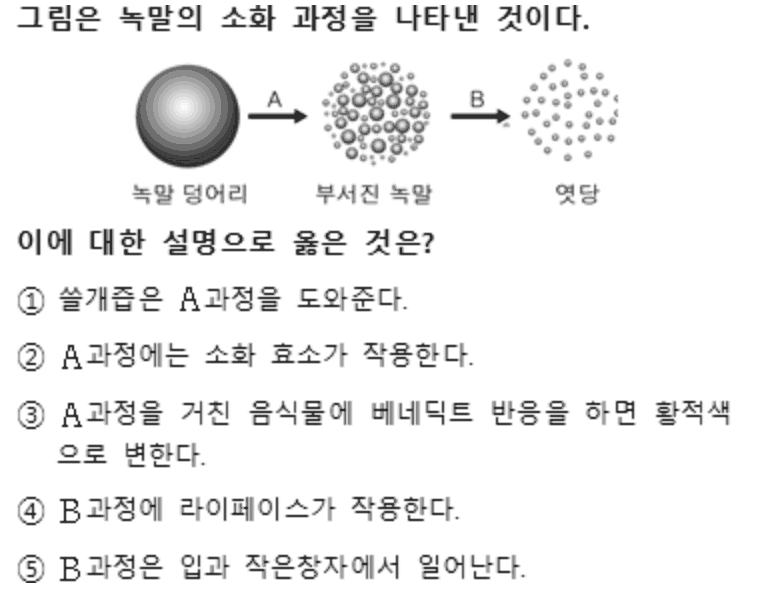 그림은 녹말의 소화 과정을 나타낸 것이다.
A
B
녹말 덩어리 부서진 녹말 엿당
이에 대한 설명으로 옳은 것은?
① 쓸개즙은 A과정을 도와준다.
② A과정에는 소화 효소가 작용한다.
③ A과정을 거친 음식물에 베네딕트 반응을 하면 황적색
으로 변한다.
④ B과정에 라이페이스가 작용한다.
⑤ B과정은 입과 작은창자에서 일어난다.